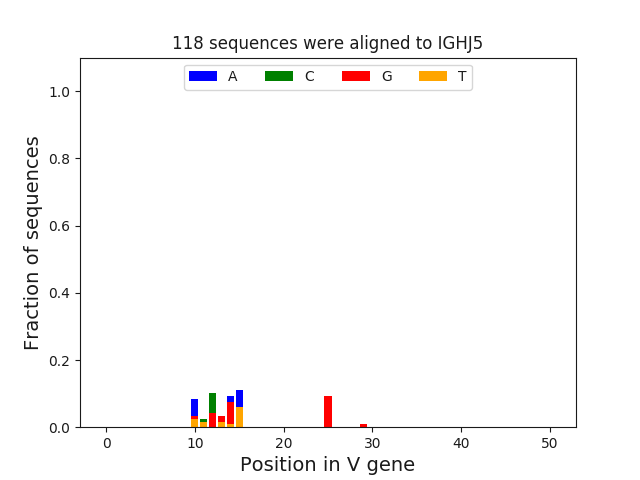 118 sequences were aligned to IGHJ5
A C G T
1.0
0.8
0.6
0.4
0.2
0.0
Fraction of sequences
0 10 20 30 40 50
Position in V gene